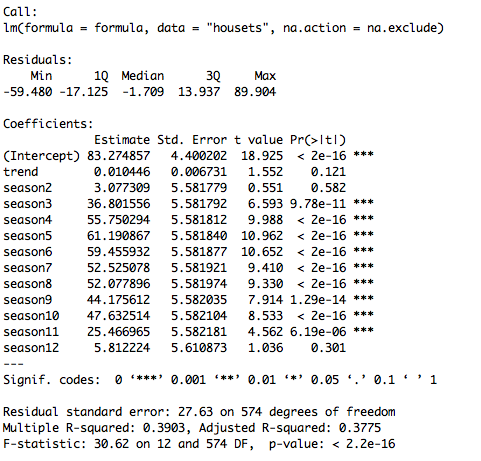 Call:
lm(formula = formula, data = "housets", na.action = na.exclude)
Residuals:
Min 1Q Median 3Q Max
-59.480 -17.125 -1.709 13.937 89.904
Coefficients:
Estimate Std. Error t value Pr(>|t|)
(Intercept) 83.274857 4.400202 18.925 < 2e-16 ***
trend 0.010446 0.006731 1.552 0.121
season2 3.077309 5.581779 0.551 0.582
season3 36.801556 5.581792 6.593 9.78e-11 ***
season4 55.750294 5.581812 9.988 < 2e-16 ***
season5 61.190867 5.581840 10.962 < 2e-16 ***
season6 59.455932 5.581877 10.652 < 2e-16 ***
season7 52.525078 5.581921 9.410 < 2e-16 ***
season8 52.077896 5.581974 9.330 < 2e-16 ***
season9 44.175612 5.582035 7.914 1.29e-14 ***
season10 47.632514 5.582104 8.533 < 2e-16 ***
season11 25.466965 5.582181 4.562 6.19e-06 ***
season12 5.812224 5.610873 1.036 0.301
---
Signif. codes: 0 ‘***’ 0.001 ‘**’ 0.01 ‘*’ 0.05 ‘.’ 0.1 ‘ ’ 1
Residual standard error: 27.63 on 574 degrees of freedom
Multiple R-squared: 0.3903, Adjusted R-squared: 0.3775
F-statistic: 30.62 on 12 and 574 DF, p-value: < 2.2e-16